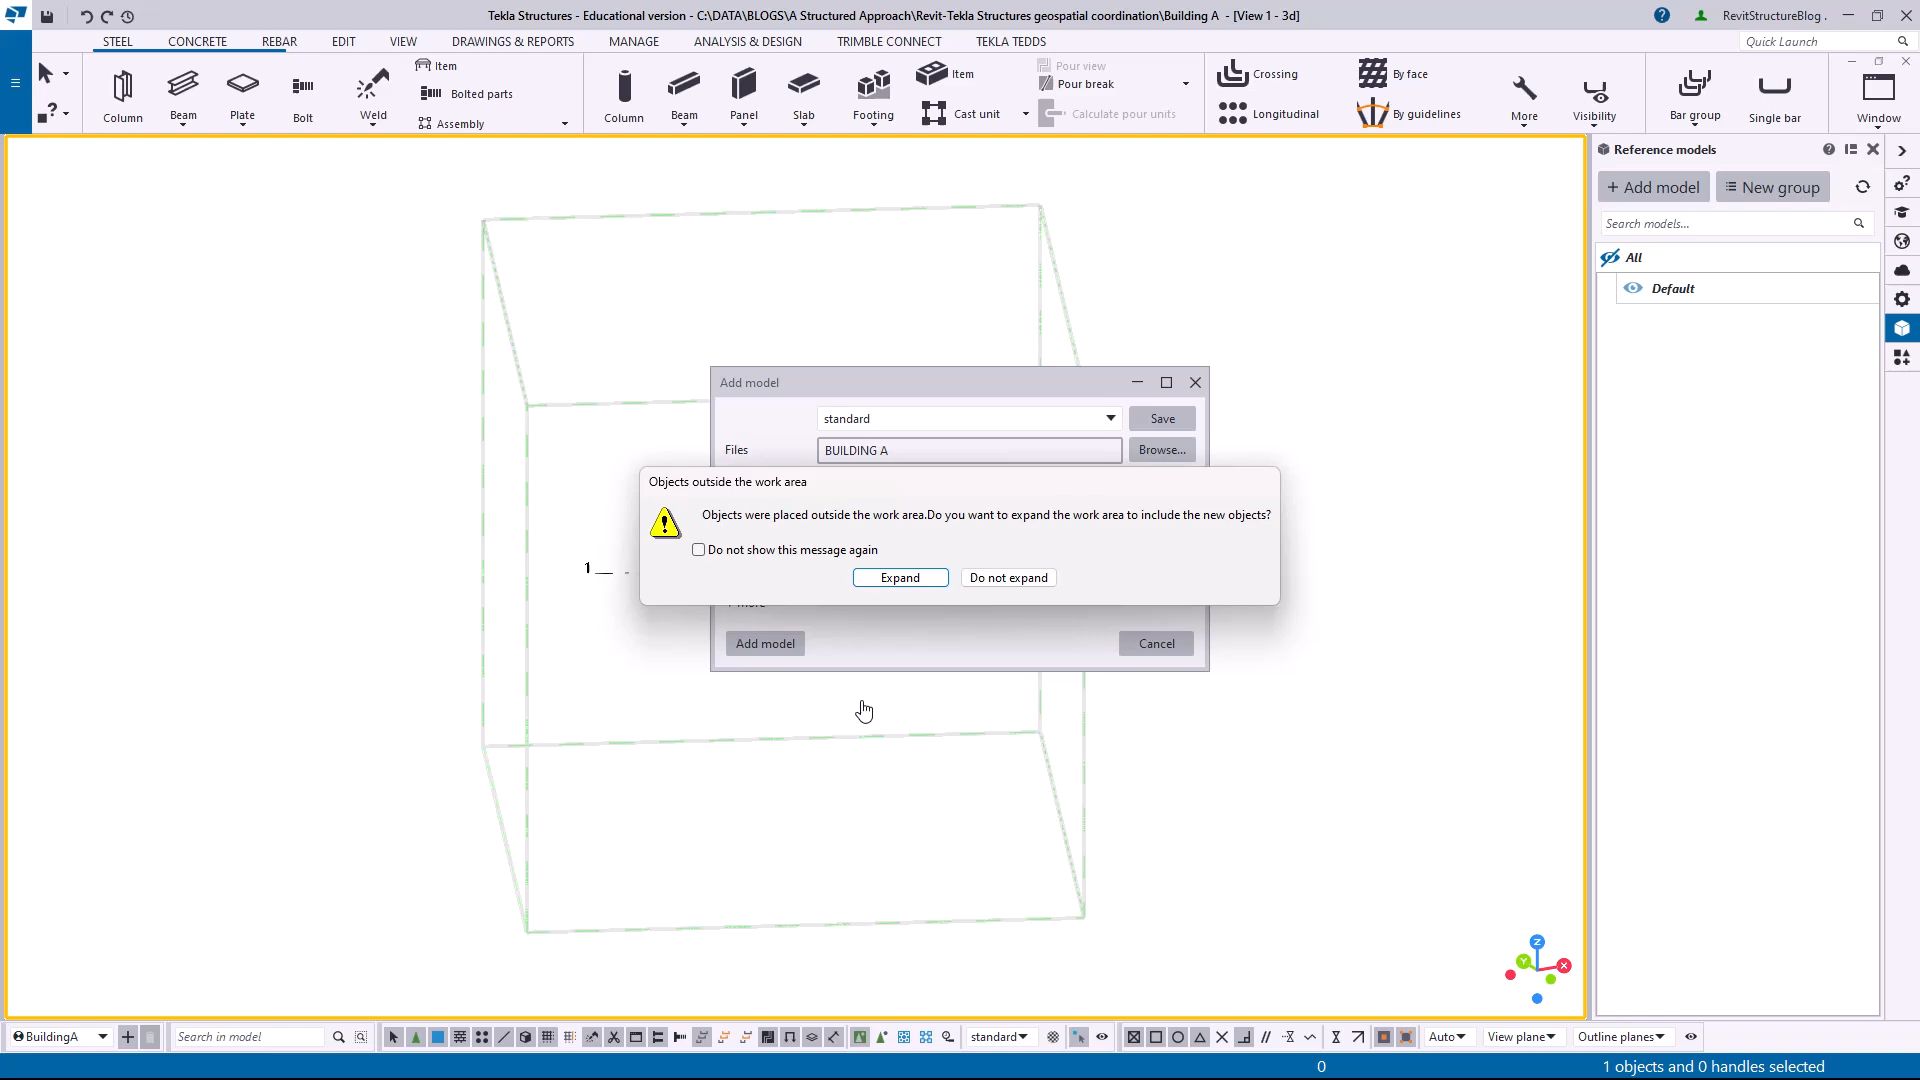 Tekla Structures - Educational version - C:\DATA\BLOGS\A Structured Approach\Revit-Tekla Structures geospatial coordination\Building A - [View 1 - 3d]
RevitStructureBlog .
STEEL CONCRETE REBAR EDIT VIEW DRAWINGS & REPORTS MANAGE ANALYSIS & DESIGN TRIMBLE CONNECT TEKLA TEDDS
Quick Launch
Column
Beam
Plate
Bolt
Weld
Item
Bolted parts
Assembly
Column
Beam
Panel
Slab
Footing
Item
Cast unit
Pour view
Pour break
Calculate pour units
Crossing
Longitudinal
By face
By guidelines
More
Visibility
Bar group
Single bar
Window
Reference models
+ Add model
New group
Search models...
All
Default
Add model
standard
Save
Files
BUILDING A
Browse...
Objects outside the work area
Objects were placed outside the work area.Do you want to expand the work area to include the new objects?
Do not show this message again
Expand
Do not expand
1
Add model
Cancel
Z
Y
X
BuildingA
Search in model
standard
Auto
View plane
Outline planes
0
1 objects and 0 handles selected